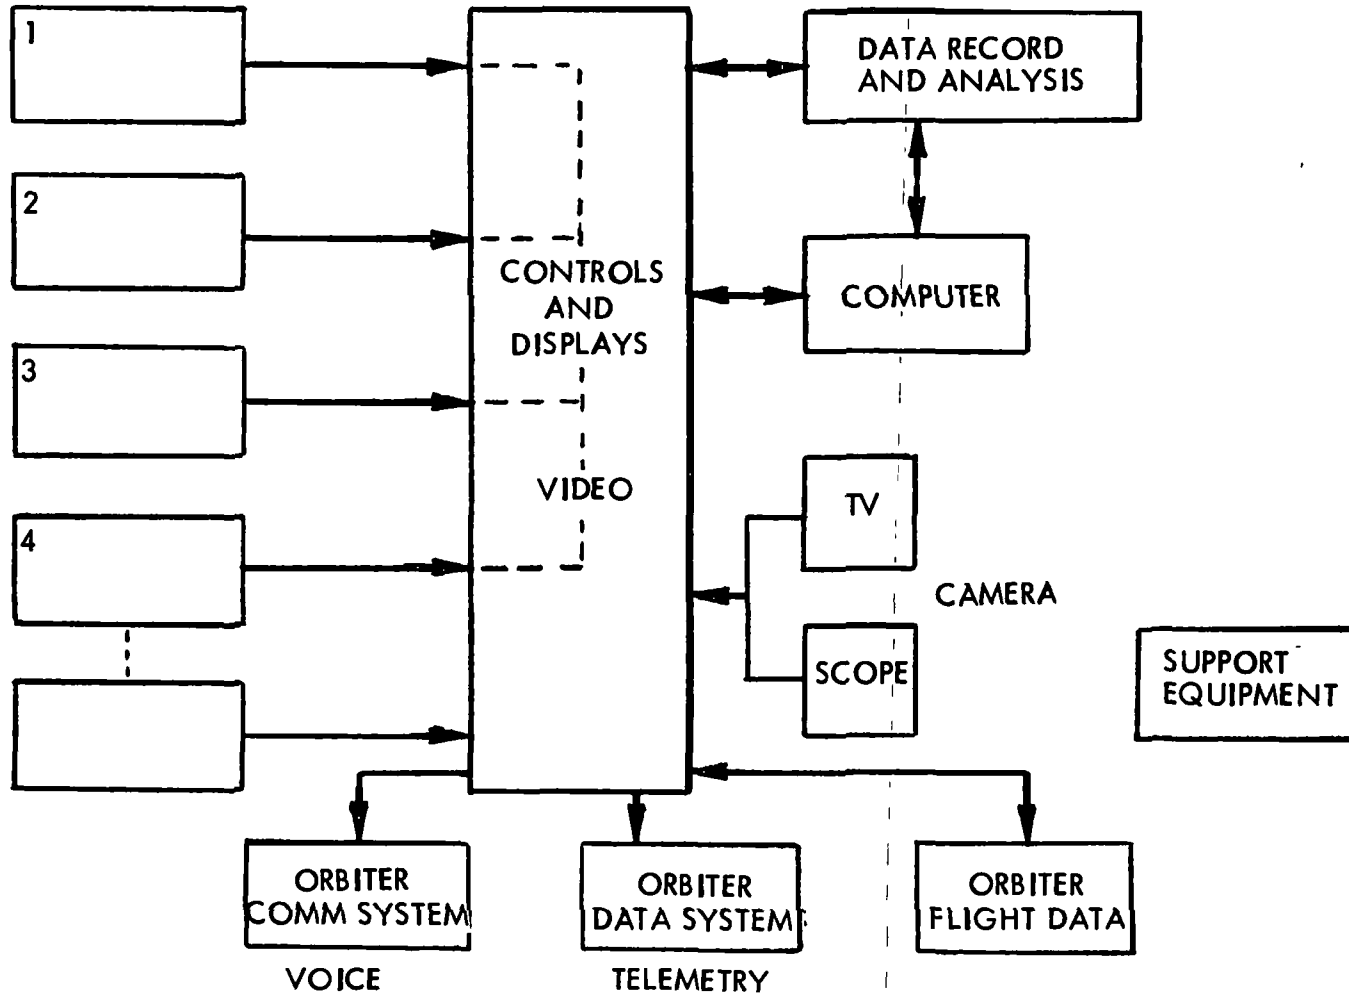 1
2
3
4
CONTROLS
AND
DISPLAYS
VIDEO
DATA RECORD
AND ANALYSIS
COMPUTER
TV
CAMERA
SCOPE
SUPPORT
EQUIPMENT
ORBITER
COMM SYSTEM
VOICE
ORBITER
DATA SYSTEM
TELEMETRY
ORBITER
FLIGHT DATA